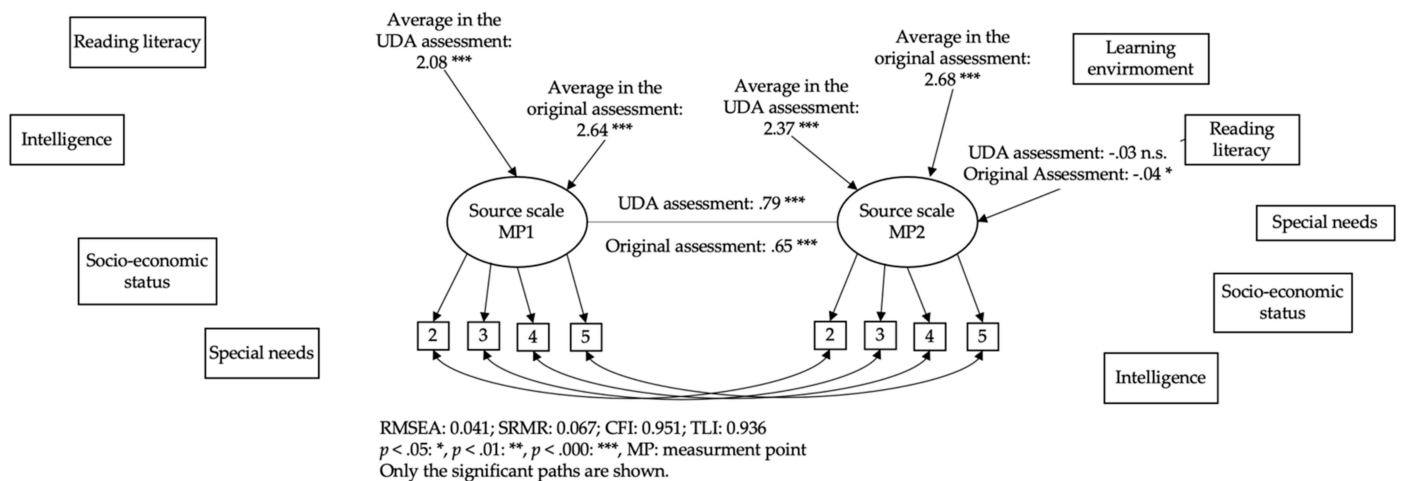 Reading literacy
Intelligence
Socio-economic
status
Special needs
Average in the
UDA assessment:
2.08 ***
Average in the
original assessment:
2.64 ***
Source scale
MP1
2
3
4
5
UDA assessment: .79 ***
Original assessment: .65 ***
Average in the
UDA assessment:
2.37 ***
Average in the
original assessment:
2.68 ***
Source scale
MP2
2
3
4
5
Learning
envirmoment
Reading
literacy
UDA assessment: -.03 n.s.
Original Assessment: -.04 *
Special needs
Socio-economic
status
Intelligence
RMSEA: 0.041; SRMR: 0.067; CFI: 0.951; TLI: 0.936
p < .05: *, p < .01: **, p < .000: ***, MP: measurment point
Only the significant paths are shown.